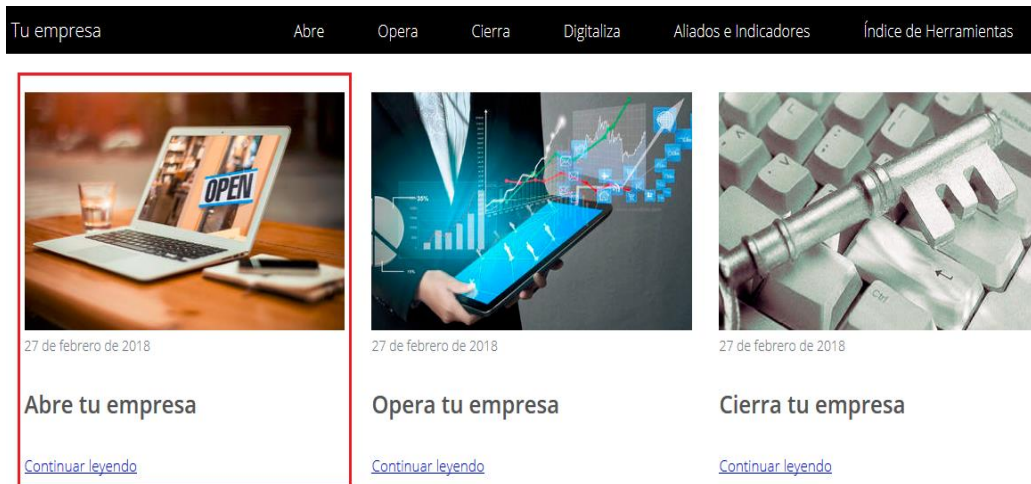 Tu empresa Abre Opera Cierra Digitaliza Aliados e Indicadores Índice de Herramientas
OPEN
35%
Ctrl
27 de febrero de 2018 27 de febrero de 2018 27 de febrero de 2018
Abre tu empresa Opera tu empresa Cierra tu empresa
Continuar leyendo Continuar leyendo Continuar leyendo